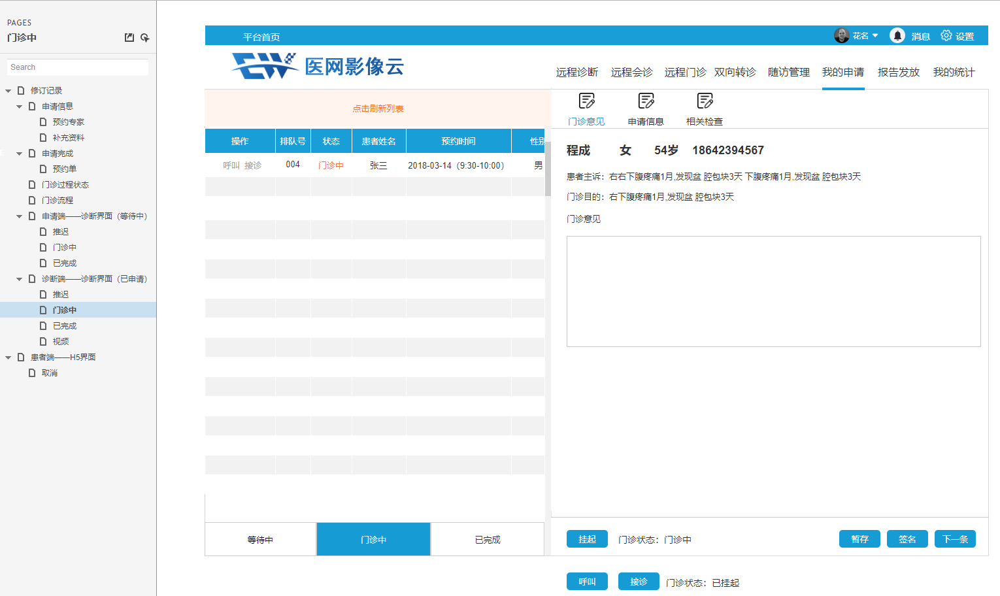 PAGES
门诊中
Search
修订记录
申请信息
预约专家
补充资料
申请完成
预约单
门诊过程状态
门诊流程
申请端——诊断界面（等待中）
推迟
门诊中
已完成
诊断端——诊断界面（已申请）
推迟
门诊中
已完成
视频
患者端——H5界面
取消
平台首页
花名 消息 设置
EW 医网影像云
远程诊断 远程会诊 远程门诊 双向转诊 随访管理 我的申请 报告发放 我的统计
点击刷新列表
操作 排队号 状态 患者姓名 预约时间 性别
呼叫 接诊 004 门诊中 张三 2018-03-14（9:30-10:00） 男
等待中 门诊中 已完成
门诊意见 申请信息 相关检查
程成 女 54岁 18642394567
患者主诉：右右下腹疼痛1月,发现盆 腔包块3天 下腹疼痛1月,发现盆 腔包块3天
门诊目的：右下腹疼痛1月,发现盆 腔包块3天
门诊意见
挂起 门诊状态：门诊中 暂存 签名 下一条
呼叫 接诊 门诊状态：已挂起